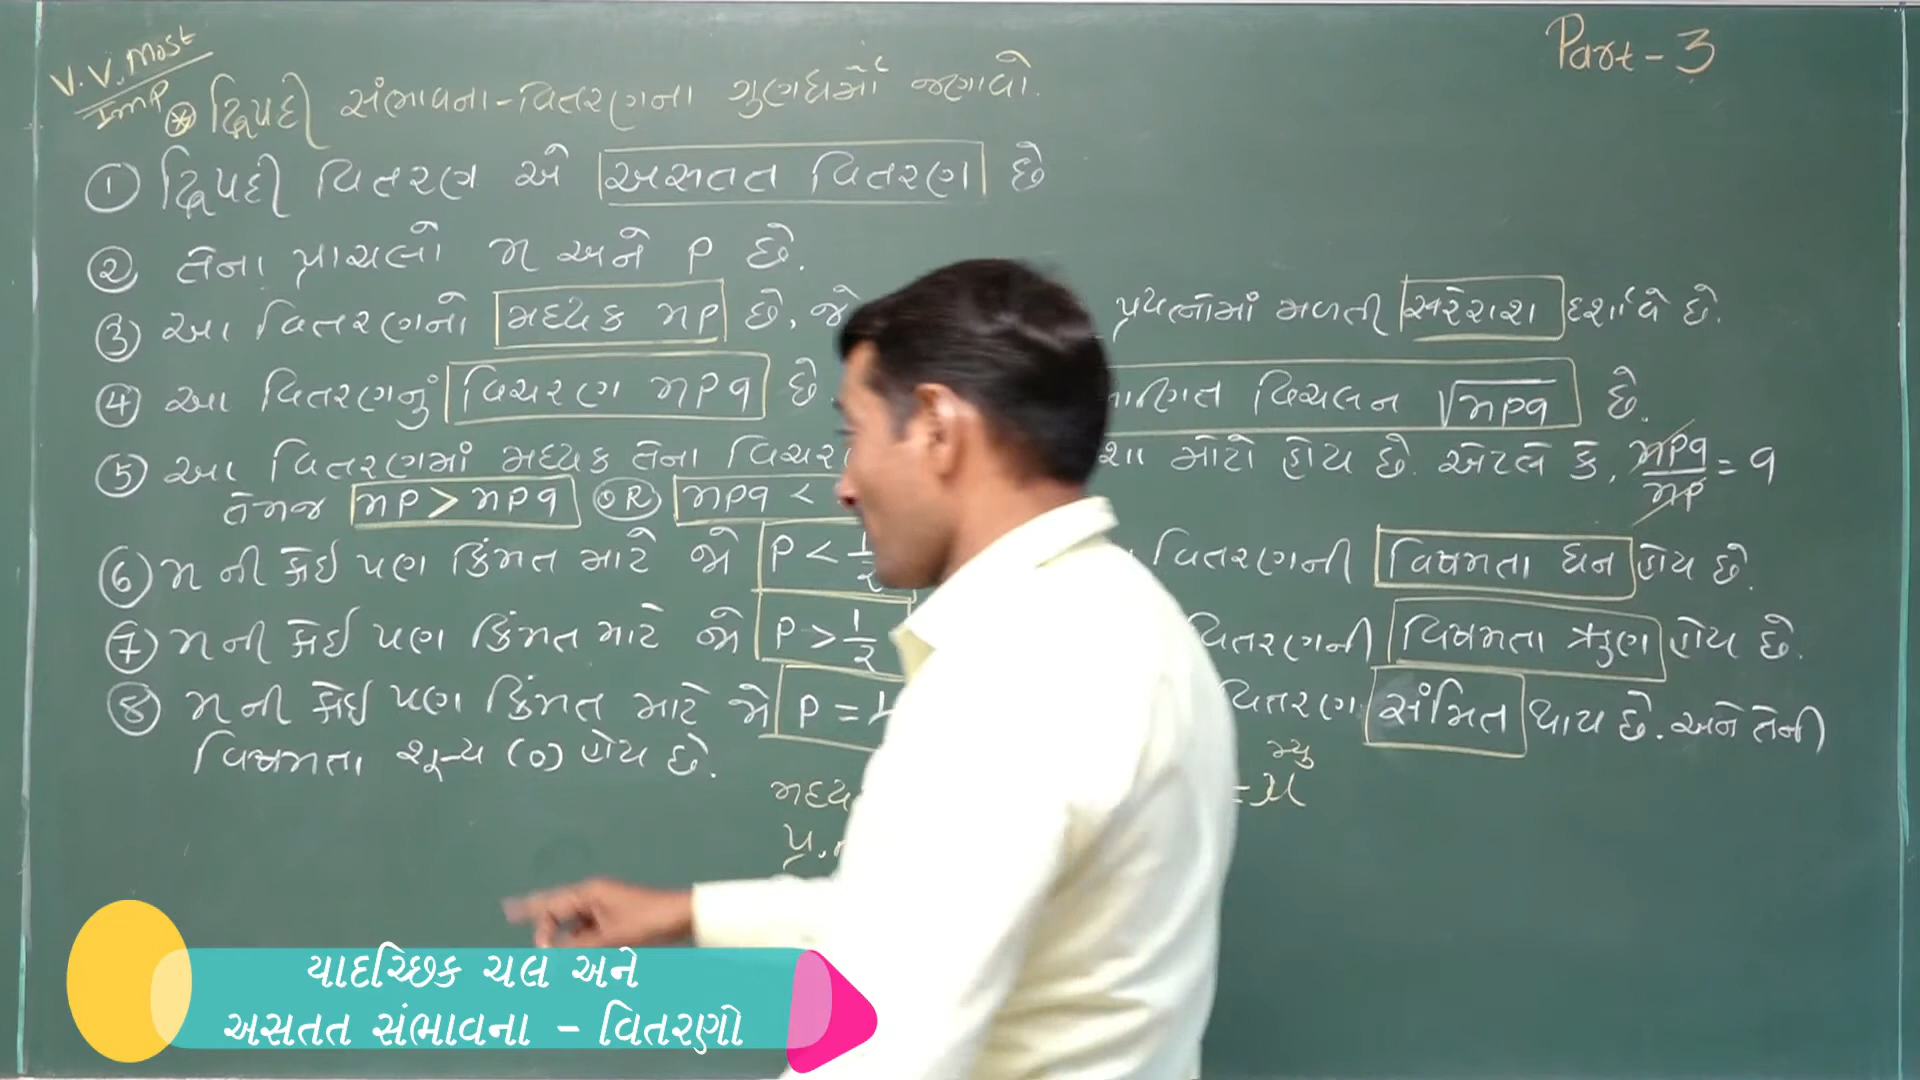 V.V. Most
Imp
Part-3
દ્વિપદી સંભાવના-વિતરણના ગુણધર્મો જણાવો.
① દ્વિપદી વિતરણ એ અસતત વિતરણ છે
② તેના પ્રાચલો n અને P છે.
③ આ વિતરણનો મધ્યક nP છે, જે પ્રયત્નોમાં મળતી સરેરાશ દર્શાવે છે.
④ આ વિતરણનું વિચરણ nPq છે. વિચલન √nPq છે.
⑤ આ વિતરણમાં મધ્યક તેના મોટો હોય છે. એટલે કે, nPq/nP = q
તેમજ nP > nPq OR nPq <
⑥ n ની કોઈ પણ કિંમત માટે જો P < 1/2 વિતરણની વિષમતા ધન હોય છે.
⑦ n ની કોઈ પણ કિંમત માટે જો P > 1/2 વિતરણની વિષમતા ઋણ હોય છે.
⑧ n ની કોઈ પણ કિંમત માટે જો P = વિતરણ સંમિત થાય છે. અને તેની
વિષમતા શૂન્ય (0) હોય છે.
મ્યુ
= μ
પ્ર.
યાદચ્છિક ચલ અને
અસતત સંભાવના - વિતરણો